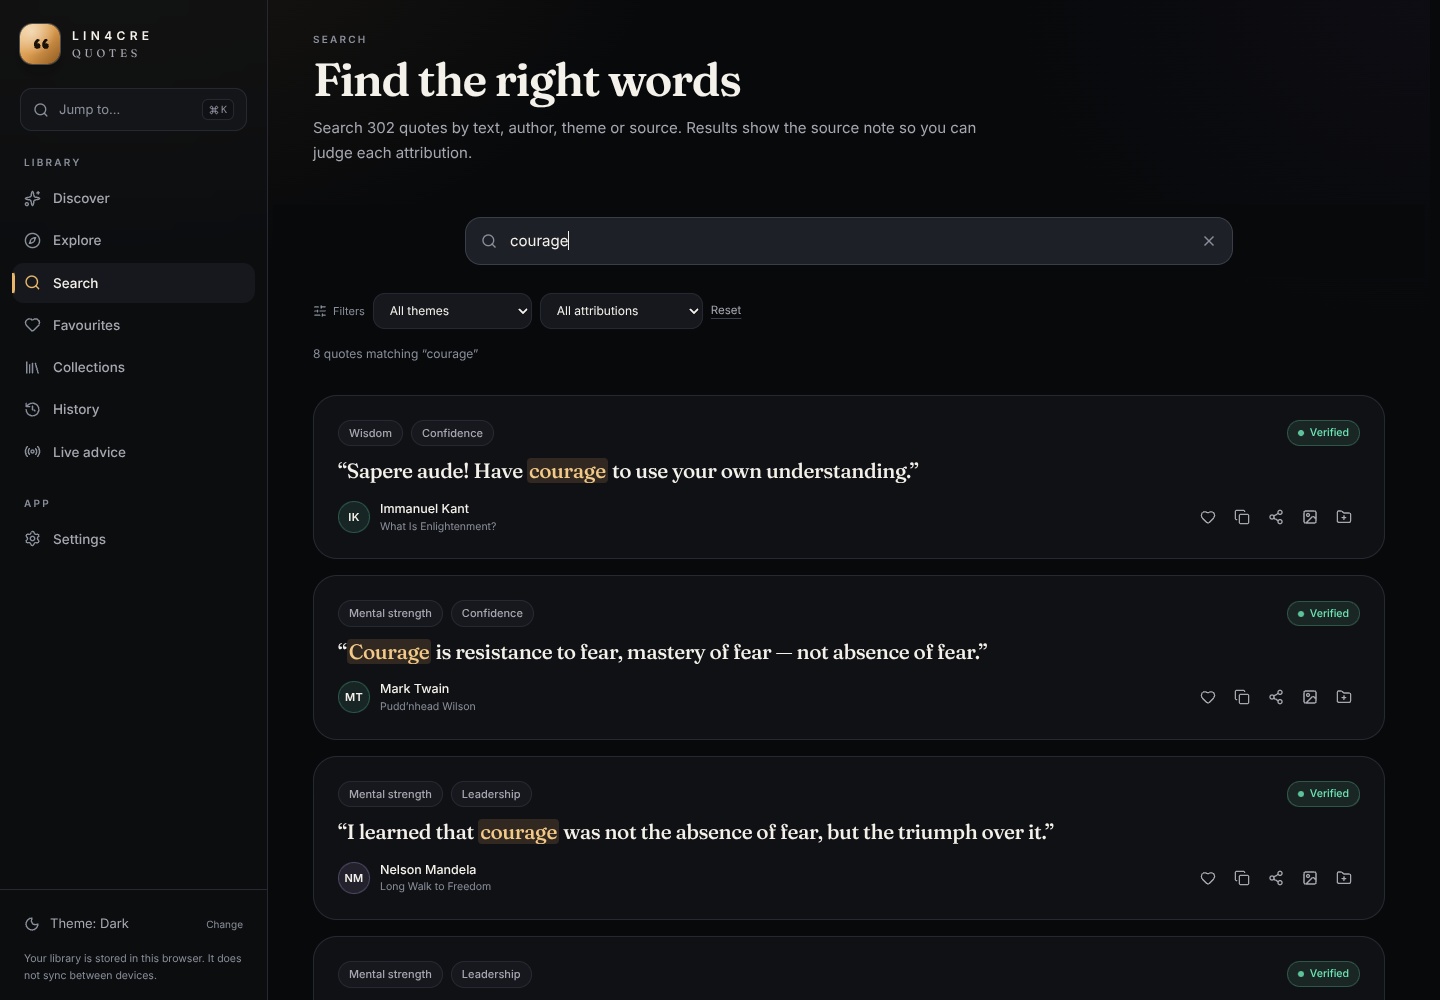 LIN4CRE
QUOTES
Jump to...
⌘K
LIBRARY
Discover
Explore
Search
Favourites
Collections
History
Live advice
APP
Settings
Theme: Dark
Change
Your library is stored in this browser. It does
not sync between devices.
SEARCH
Find the right words
Search 302 quotes by text, author, theme or source. Results show the source note so you can
judge each attribution.
courage
Filters
All themes
All attributions
Reset
8 quotes matching “courage”
Wisdom
Confidence
Verified
“Sapere aude! Have courage to use your own understanding.”
IK
Immanuel Kant
What Is Enlightenment?
Mental strength
Confidence
Verified
“Courage is resistance to fear, mastery of fear — not absence of fear.”
MT
Mark Twain
Pudd’nhead Wilson
Mental strength
Leadership
Verified
“I learned that courage was not the absence of fear, but the triumph over it.”
NM
Nelson Mandela
Long Walk to Freedom
Mental strength
Leadership
Verified